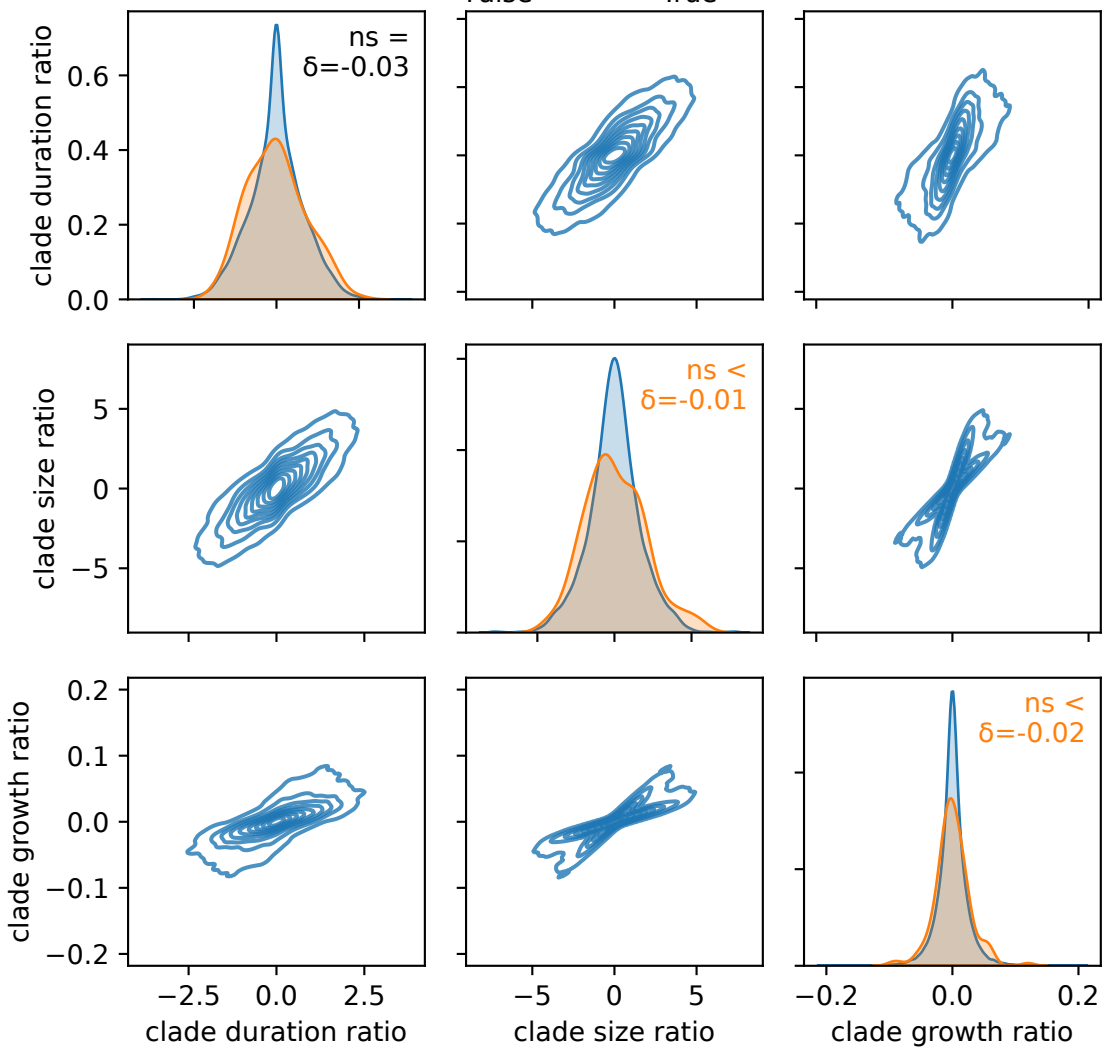 ns =
δ=-0.03
clade duration ratio
0.6
0.4
0.2
0.0
ns <
δ=-0.01
clade size ratio
5
0
−5
ns <
δ=-0.02
clade growth ratio
0.2
0.1
0.0
−0.1
−0.2
−2.5 0.0 2.5
−5 0 5
−0.2 0.0 0.2
clade duration ratio
clade size ratio
clade growth ratio